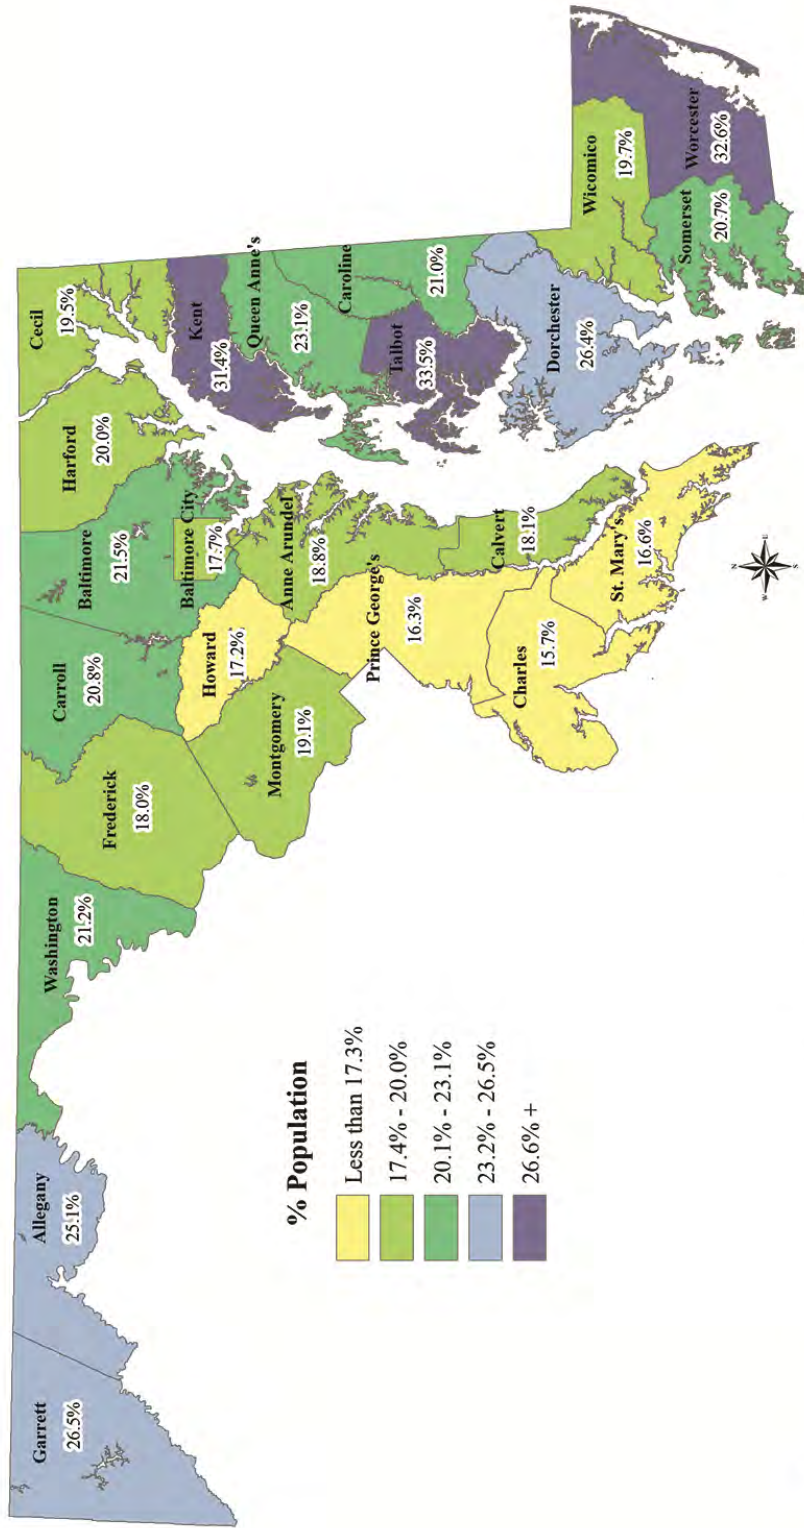 Garrett
26.5%
Allegany
25.1%
Washington
21.2%
Frederick
18.0%
Carroll
20.8%
Baltimore
21.5%
Harford
20.0%
Cecil
19.5%
Howard
17.2%
Baltimore City
17.7%
Kent
31.4%
Montgomery
19.1%
Anne Arundel
18.8%
Queen Anne's
23.1%
Prince George's
16.3%
Caroline
21.0%
Talbot
33.5%
Calvert
18.1%
Charles
15.7%
St. Mary's
16.6%
Dorchester
26.4%
Wicomico
19.7%
Somerset
20.7%
Worcester
32.6%
% Population
Less than 17.3%
17.4% - 20.0%
20.1% - 23.1%
23.2% - 26.5%
26.6% +
N
W
E
S